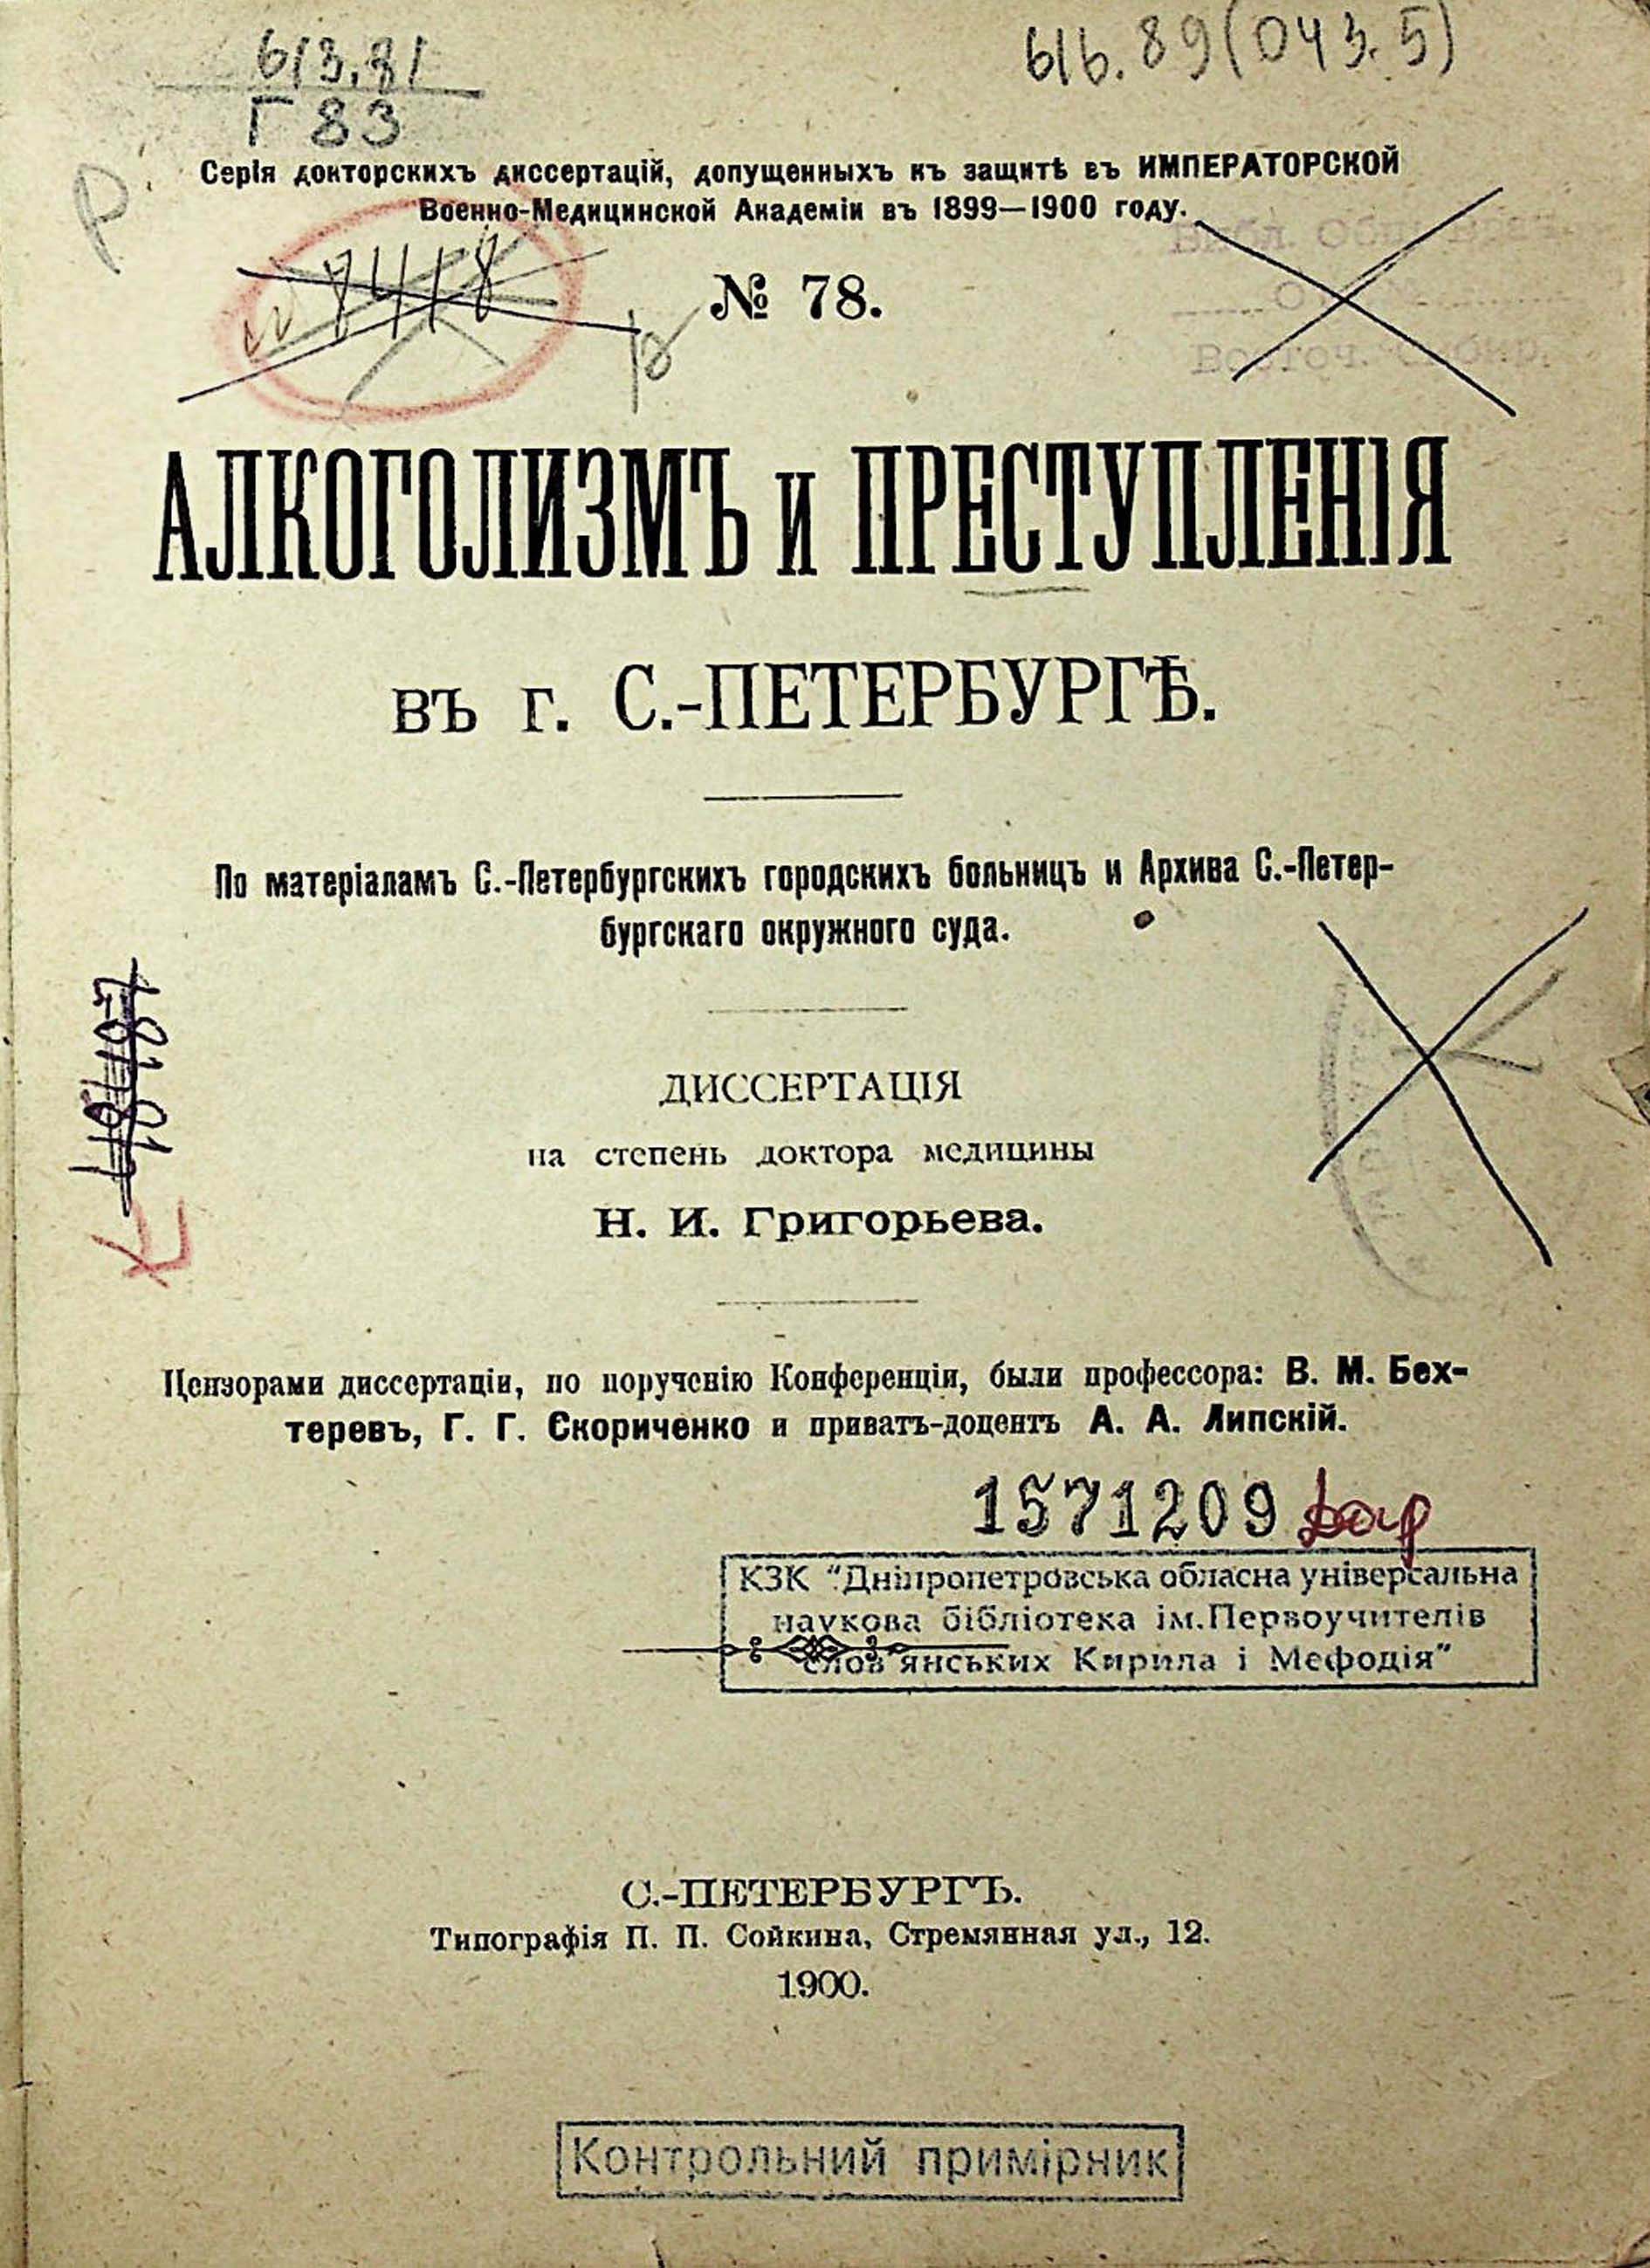 613.81
Г 83
616.89(043.5)
Р
Серія докторскихъ диссертацій, допущенныхъ къ защитѣ въ ИМПЕРАТОРСКОЙ
Военно-Медицинской Академіи въ 1899—1900 году.
№ 78.
АЛКОГОЛИЗМЪ и ПРЕСТУПЛЕНІЯ
въ г. С.-ПЕТЕРБУРГѢ.
По матеріаламъ С.-Петербургскихъ городскихъ больницъ и Архива С.-Петер-
бургскаго окружного суда.
ДИССЕРТАЦІЯ
на степень доктора медицины
Н. И. Григорьева.
Цензорами диссертаціи, по порученію Конференціи, были профессора: В. М. Бех-
теревъ, Г. Г. Скориченко и приватъ-доцентъ А. А. Липскій.
1571209
КЗК "Дніпропетровська обласна універсальна
наукова бібліотека ім.Первоучителів
слов'янських Кирила і Мефодія"
С.-ПЕТЕРБУРГЪ.
Типографія П. П. Сойкина, Стремянная ул., 12.
1900.
Контрольний примірник